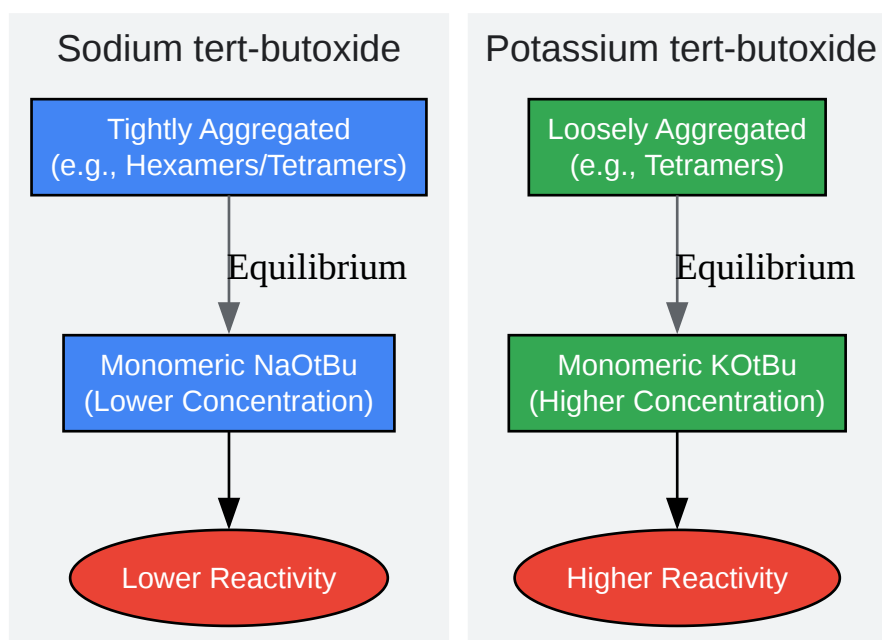 Sodium tert-butoxide
Tightly Aggregated
(e.g., Hexamers/Tetramers)
Equilibrium
Monomeric NaOtBu
(Lower Concentration)
Lower Reactivity
Potassium tert-butoxide
Loosely Aggregated
(e.g., Tetramers)
Equilibrium
Monomeric KOtBu
(Higher Concentration)
Higher Reactivity